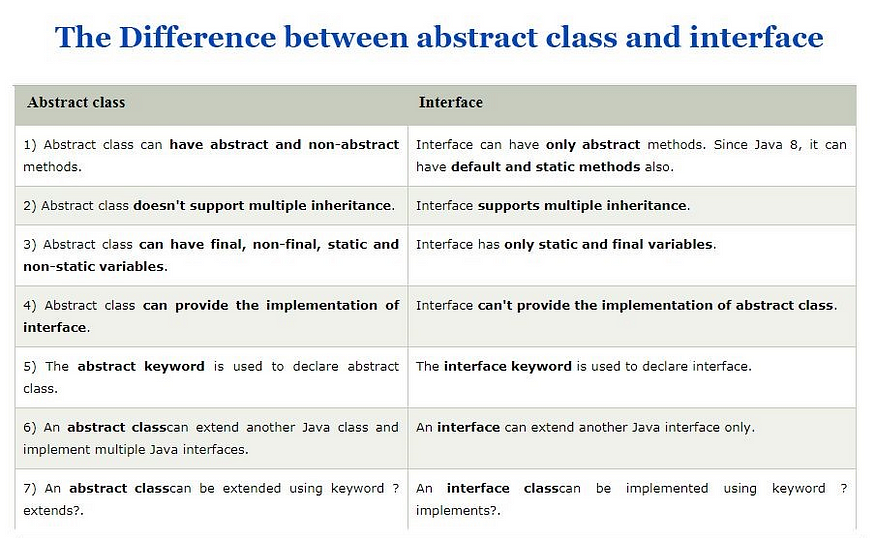 The Difference between abstract class and interface
Abstract class
Interface
1) Abstract class can have abstract and non-abstract
methods.
Interface can have only abstract methods. Since Java 8, it can
have default and static methods also.
2) Abstract class doesn't support multiple inheritance.
Interface supports multiple inheritance.
3) Abstract class can have final, non-final, static and
non-static variables.
Interface has only static and final variables.
4) Abstract class can provide the implementation of
interface.
Interface can't provide the implementation of abstract class.
5) The abstract keyword is used to declare abstract
class.
The interface keyword is used to declare interface.
6) An abstract classcan extend another Java class and
implement multiple Java interfaces.
An interface can extend another Java interface only.
7) An abstract classcan be extended using keyword ?
extends?.
An interface classcan be implemented using keyword ?
implements?.